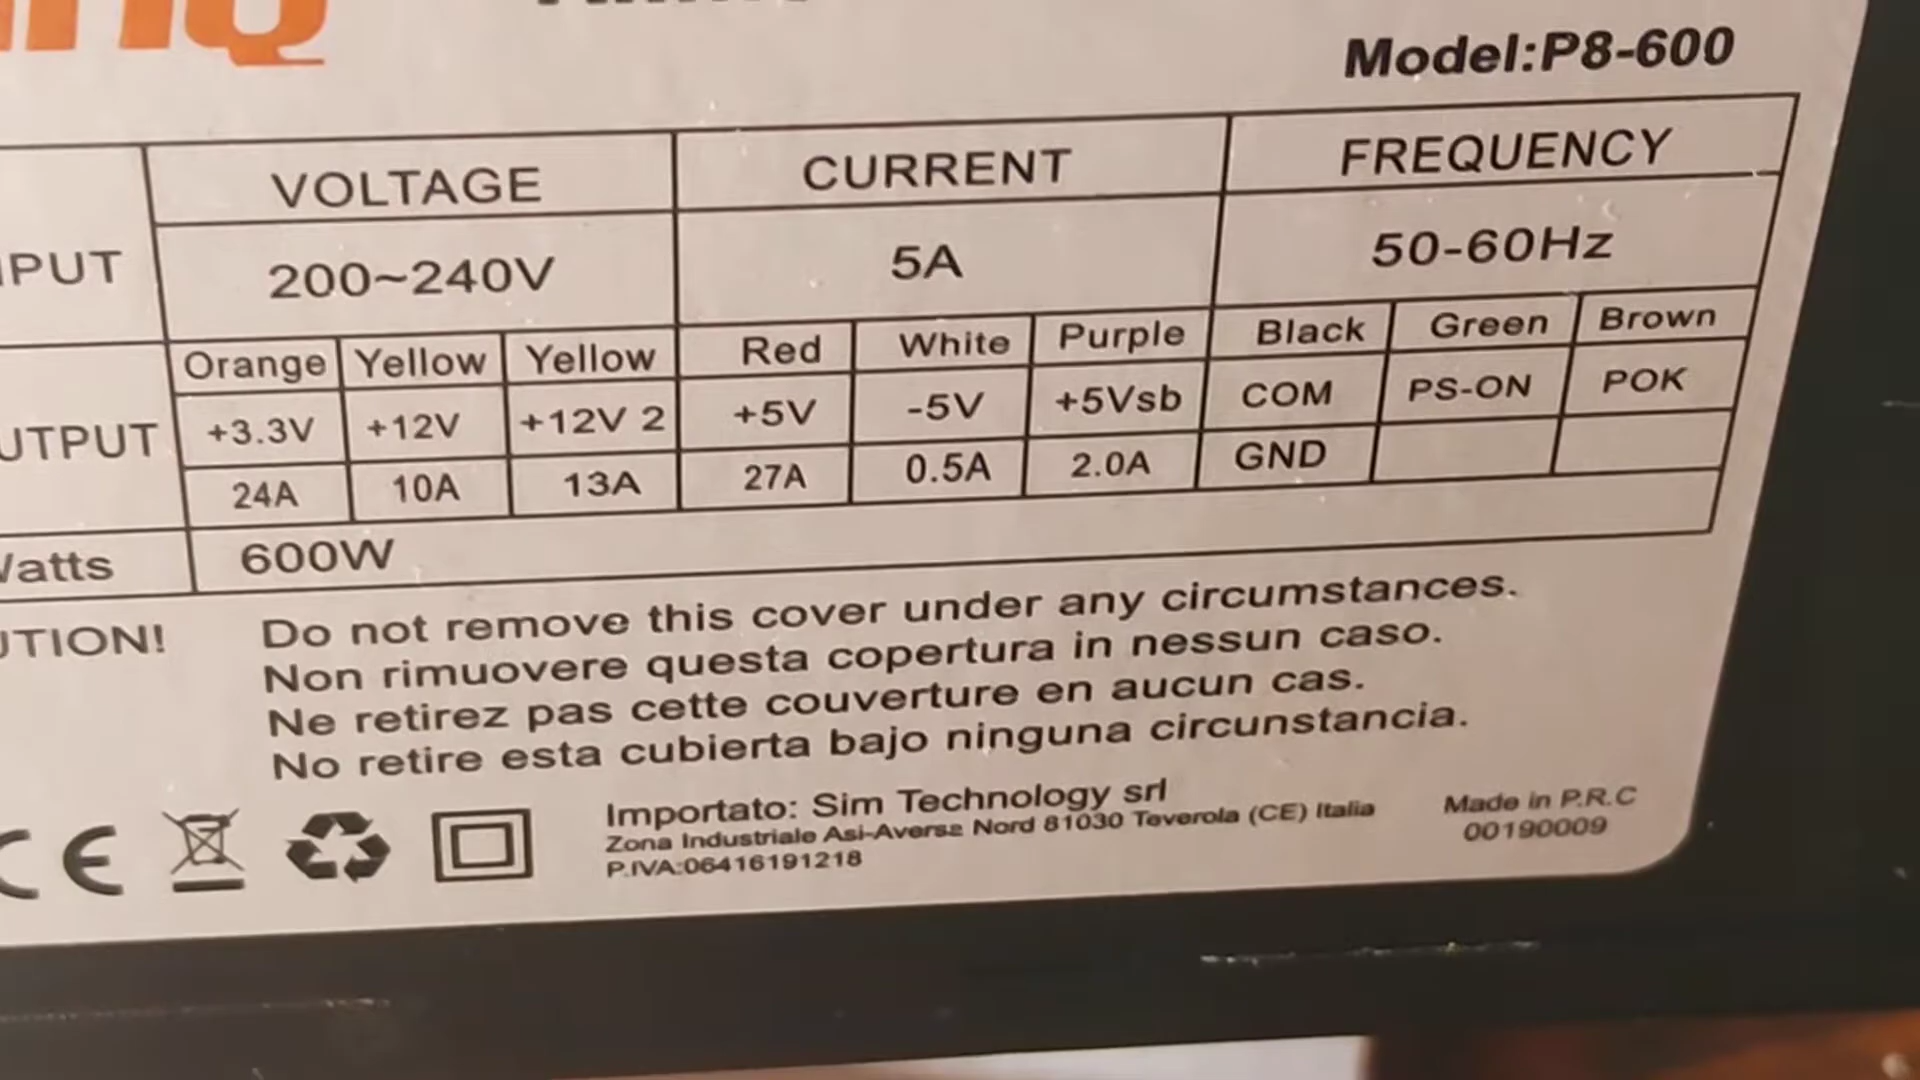 Model:P8-600
VOLTAGE CURRENT FREQUENCY
200~240V 5A 50-60Hz
Orange Yellow Yellow Red White Purple Black Green Brown
+3.3V +12V +12V 2 +5V -5V +5Vsb COM PS-ON POK
24A 10A 13A 27A 0.5A 2.0A GND
600W
Do not remove this cover under any circumstances.
Non rimuovere questa copertura in nessun caso.
Ne retirez pas cette couverture en aucun cas.
No retire esta cubierta bajo ninguna circunstancia.
CE
Importato: Sim Technology srl
Zona Industriale Asi-Aversa Nord 81030 Teverola (CE) Italia
P.IVA:06416191218
Made in P.R.C
00190009